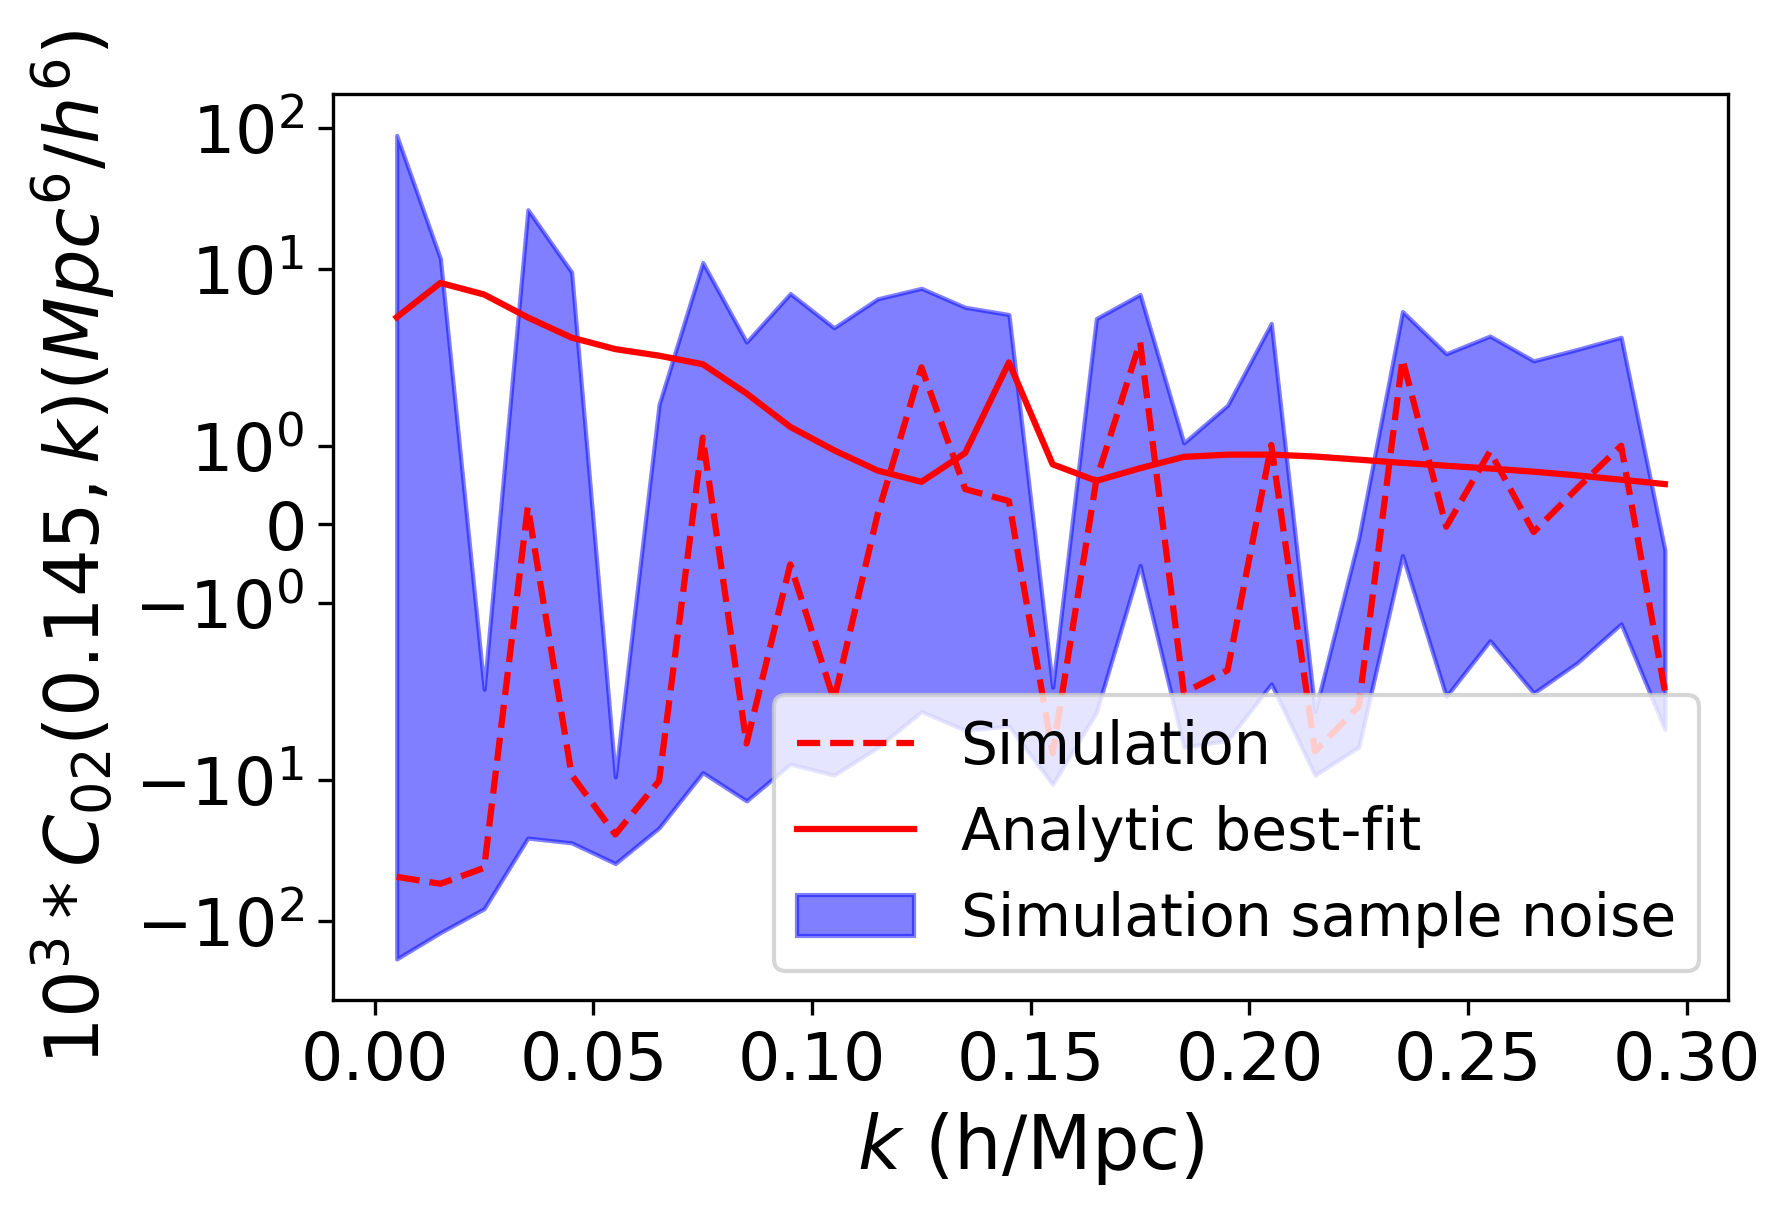 10³ * C₀₂(0.145, k)(Mpc⁶/h⁶)
10²
10¹
10⁰
0
−10⁰
−10¹
−10²
Simulation
Analytic best-fit
Simulation sample noise
0.00 0.05 0.10 0.15 0.20 0.25 0.30
k (h/Mpc)